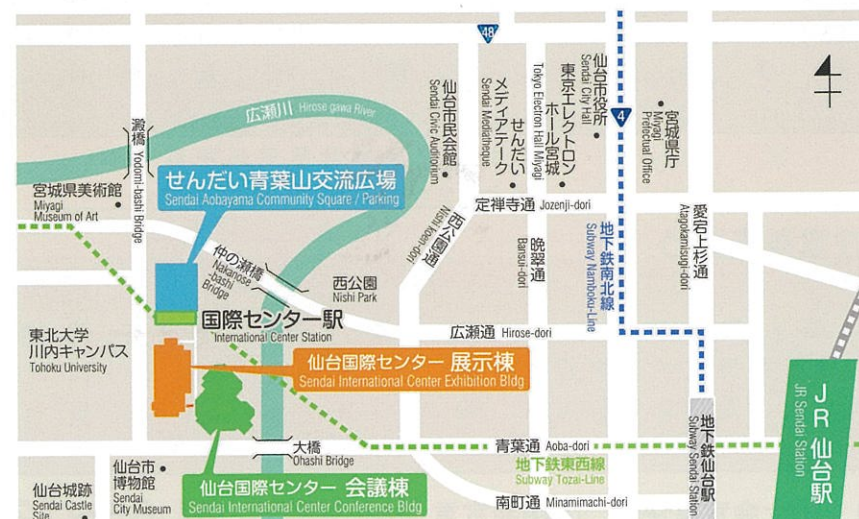 48
広瀬川 Hirose gawa River
澱橋 Yodomi-bashi Bridge
仙台市民会館
Sendai Civic Auditorium
せんだい
メディアテーク
Sendai Mediatheque
東京エレクトロン
ホール宮城
Tokyo Electron Hall Miyagi
仙台市役所
Sendai City Hall
4
宮城県庁
Miyagi
Prefectual Office
せんだい青葉山交流広場
Sendai Aobayama Community Square / Parking
宮城県美術館
Miyagi
Museum of Art
定禅寺通 Jozenji-dori
西公園通
Nishi koen-dori
晩翠通
Bansui-dori
地下鉄南北線
Subway Namboku-Line
愛宕上杉通
Atagokamisugi-dori
仲の瀬橋
Nakanose
-bashi
Bridge
西公園
Nishi Park
国際センター駅
International Center Station
広瀬通 Hirose-dori
東北大学
川内キャンパス
Tohoku University
仙台国際センター 展示棟
Sendai International Center Exhibition Bldg
JR 仙台駅
JR Sendai Station
地下鉄仙台駅
Subway Sendai Station
大橋
Ohashi Bridge
青葉通 Aoba-dori
地下鉄東西線
Subway Tozai-Line
仙台市
博物館
Sendai
City Museum
仙台国際センター 会議棟
Sendai International Center Conference Bldg
仙台城跡
Sendai Castle
Site
南町通 Minamimachi-dori